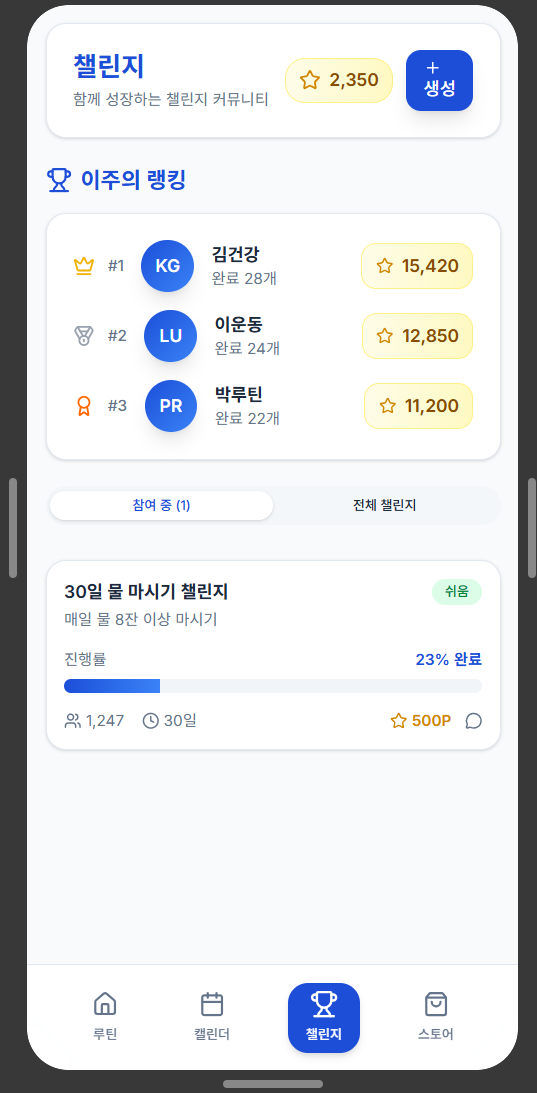 챌린지
함께 성장하는 챌린지 커뮤니티
2,350
+
생성
이주의 랭킹
#1
KG
김건강
완료 28개
15,420
#2
LU
이운동
완료 24개
12,850
#3
PR
박루틴
완료 22개
11,200
참여 중 (1)
전체 챌린지
30일 물 마시기 챌린지
쉬움
매일 물 8잔 이상 마시기
진행률
23% 완료
1,247
30일
500P
루틴
캘린더
챌린지
스토어